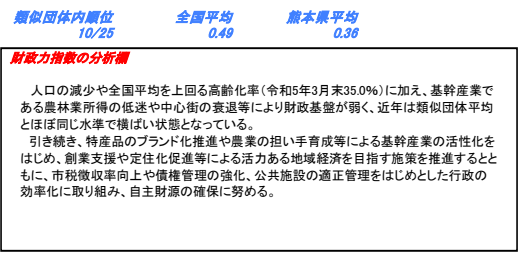 類似団体内順位 全国平均 熊本県平均
10/25 0.49 0.36
財政力指数の分析欄
人口の減少や全国平均を上回る高齢化率（令和5年3月末35.0%）に加え、基幹産業で
ある農林業所得の低迷や中心街の衰退等により財政基盤が弱く、近年は類似団体平均
とほぼ同じ水準で横ばい状態となっている。
引き続き、特産品のブランド化推進や農業の担い手育成等による基幹産業の活性化を
はじめ、創業支援や定住化促進等による活力ある地域経済を目指す施策を推進するとと
もに、市税徴収率向上や債権管理の強化、公共施設の適正管理をはじめとした行政の
効率化に取り組み、自主財源の確保に努める。